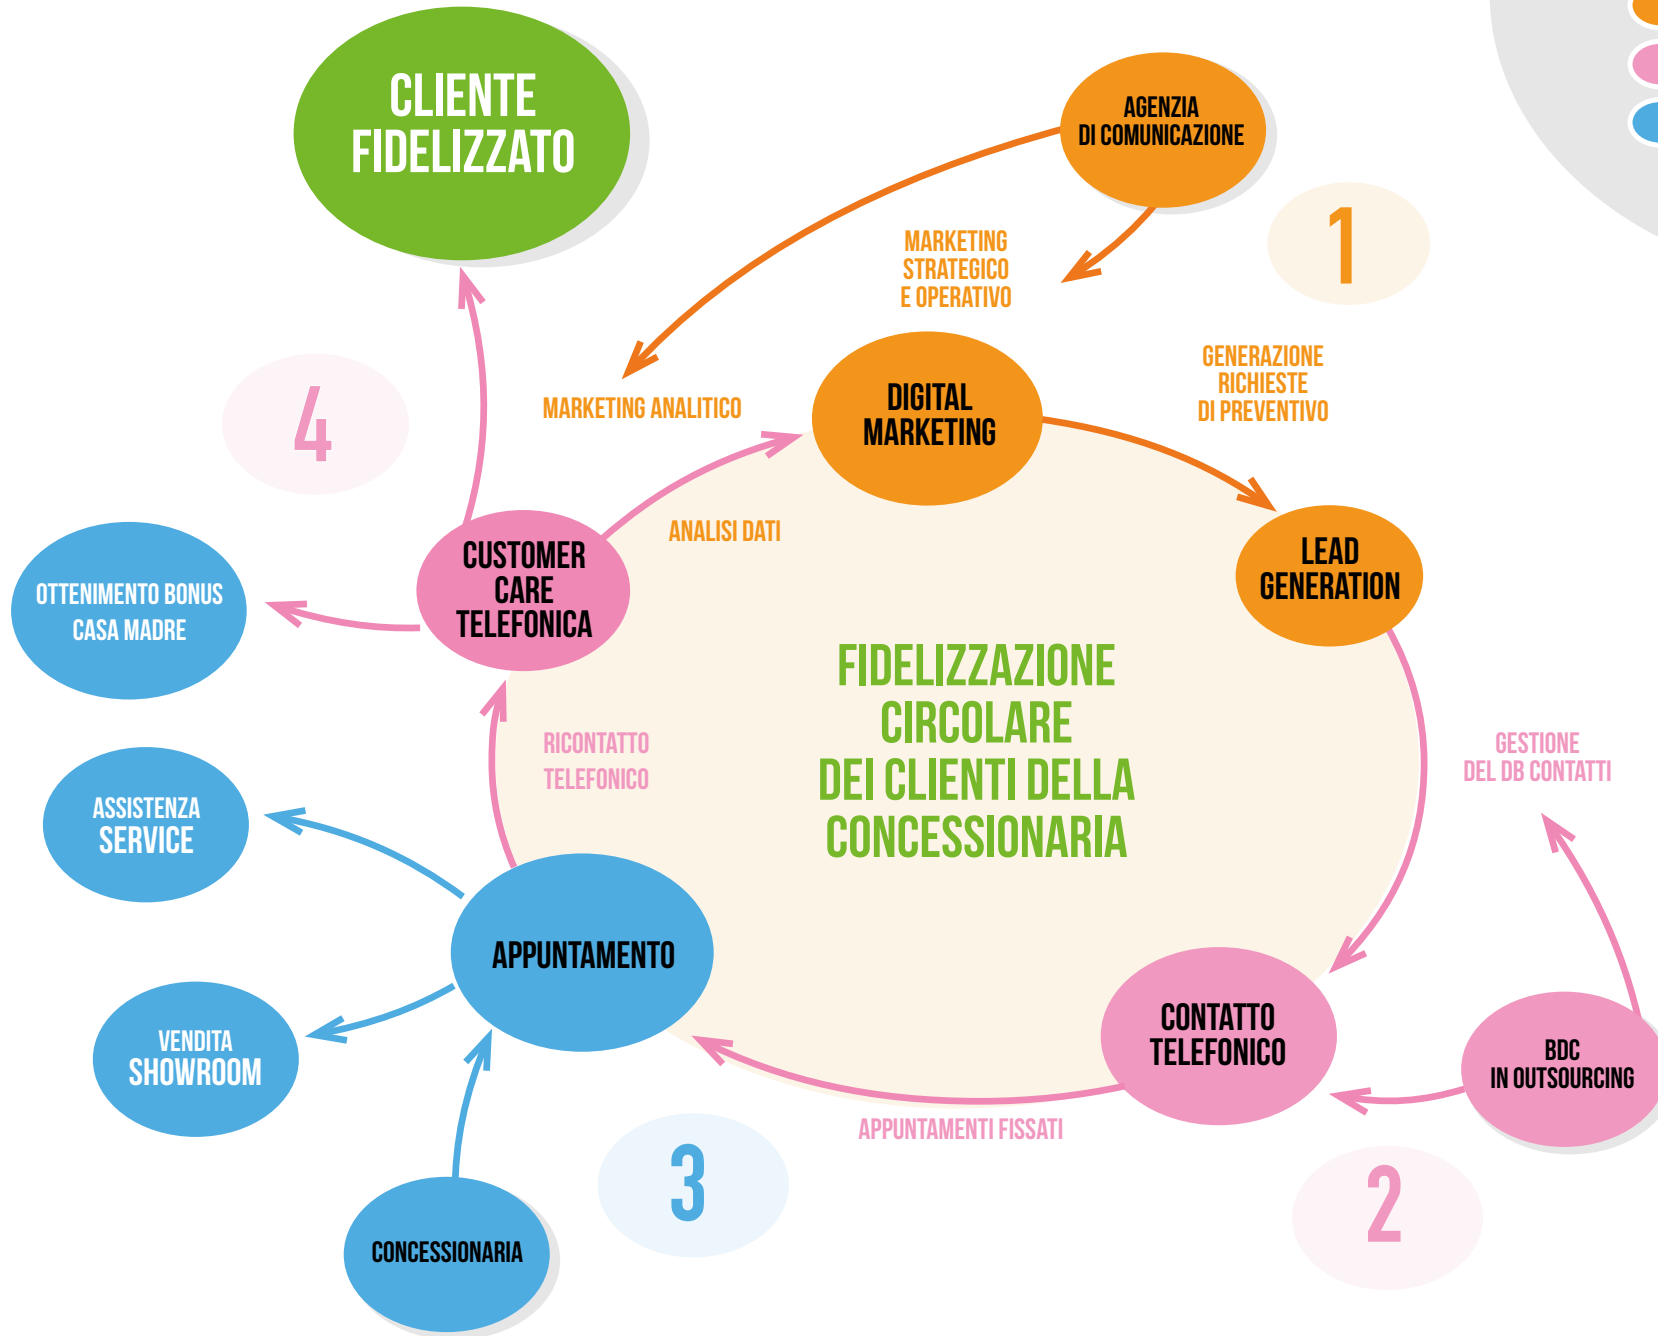 CLIENTE
FIDELIZZATO
AGENZIA
DI COMUNICAZIONE
1
MARKETING
STRATEGICO
E OPERATIVO
GENERAZIONE
RICHIESTE
DI PREVENTIVO
MARKETING ANALITICO
DIGITAL
MARKETING
4
ANALISI DATI
LEAD
GENERATION
CUSTOMER
CARE
TELEFONICA
OTTENIMENTO BONUS
CASA MADRE
FIDELIZZAZIONE
CIRCOLARE
DEI CLIENTI DELLA
CONCESSIONARIA
RICONTATTO
TELEFONICO
GESTIONE
DEL DB CONTATTI
ASSISTENZA
SERVICE
APPUNTAMENTO
CONTATTO
TELEFONICO
BDC
IN OUTSOURCING
VENDITA
SHOWROOM
APPUNTAMENTI FISSATI
3
2
CONCESSIONARIA